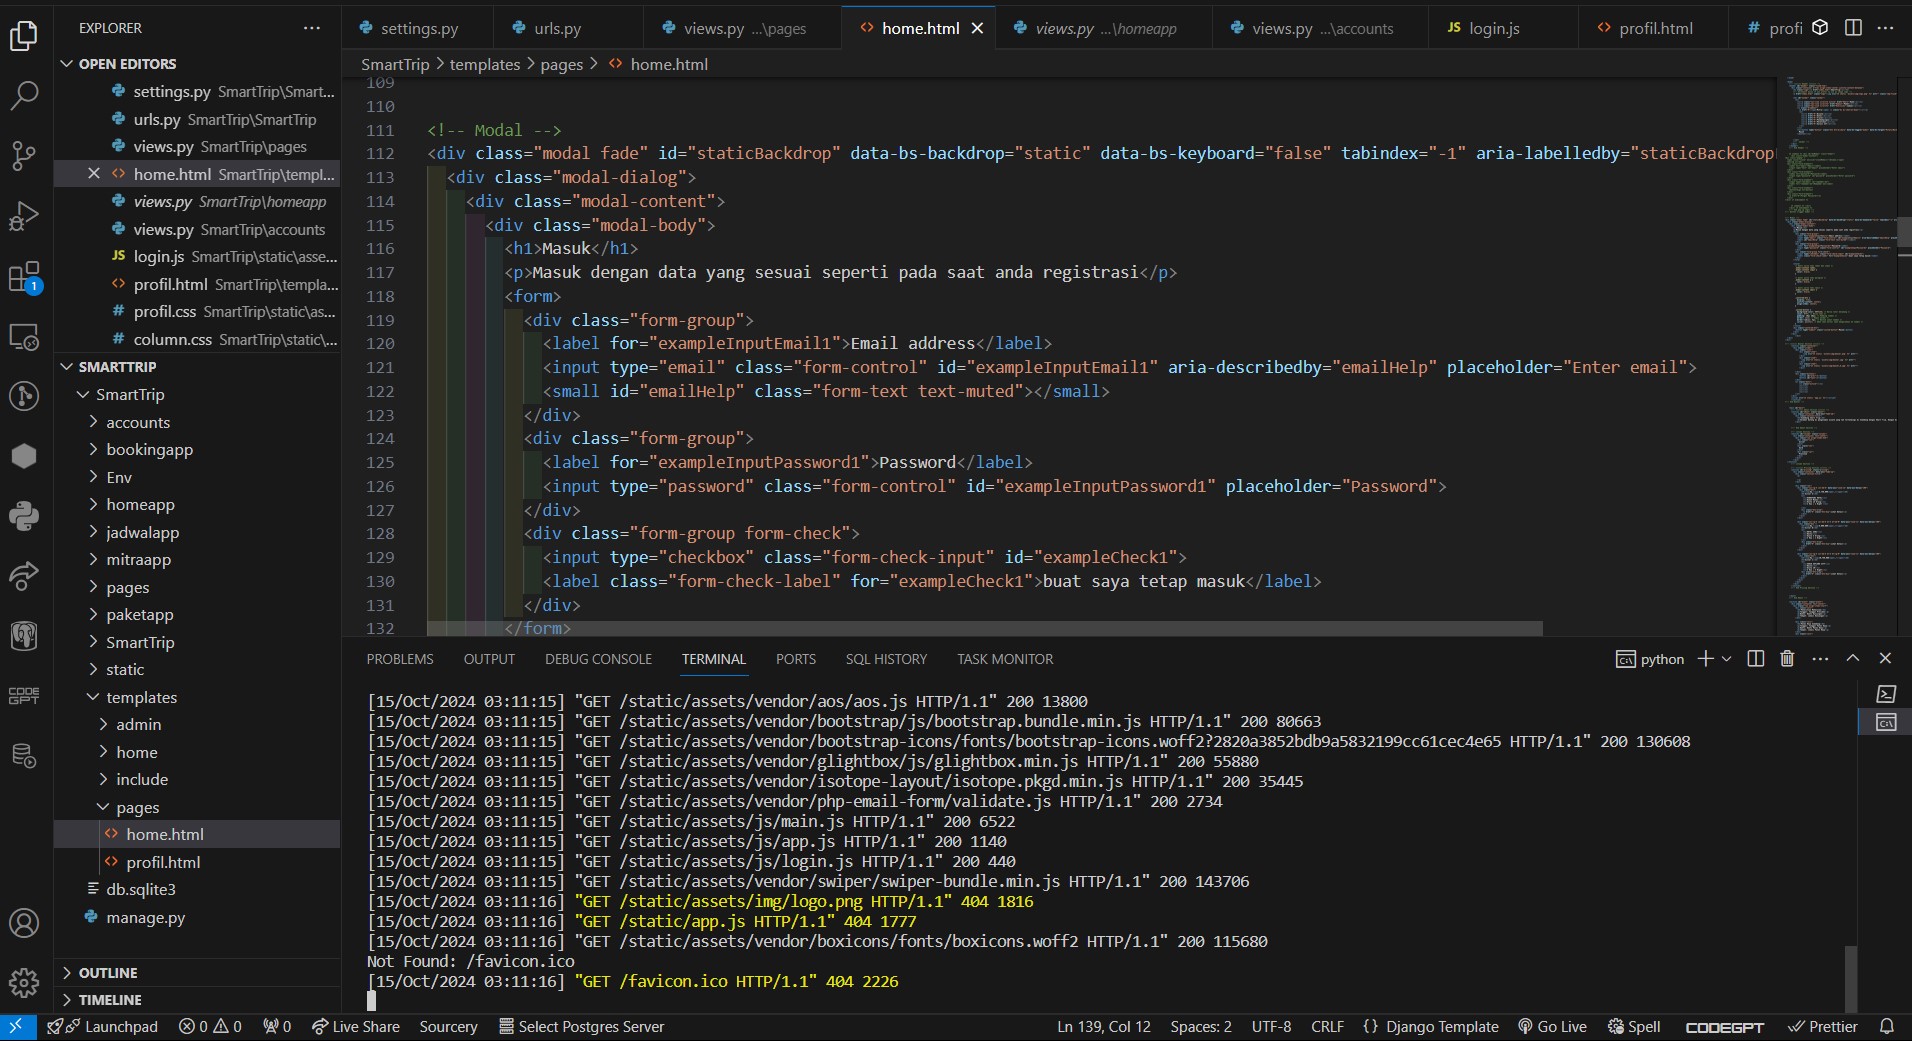 EXPLORER
OPEN EDITORS
settings.py SmartTrip\Smart...
urls.py SmartTrip\SmartTrip
views.py SmartTrip\pages
home.html SmartTrip\templ...
views.py SmartTrip\homeapp
views.py SmartTrip\accounts
JS login.js SmartTrip\static\asse...
profil.html SmartTrip\templa...
# profil.css SmartTrip\static\as...
# column.css SmartTrip\static\...
SMARTTRIP
SmartTrip
accounts
bookingapp
Env
homeapp
jadwalapp
mitraapp
pages
paketapp
SmartTrip
static
templates
admin
home
include
pages
home.html
profil.html
db.sqlite3
manage.py
OUTLINE
TIMELINE
1
CODE GPT
settings.py urls.py views.py ...\pages home.html views.py ...\homeapp views.py ...\accounts JS login.js profil.html # profi
SmartTrip > templates > pages > home.html
109
110
111 <!-- Modal -->
112 <div class="modal fade" id="staticBackdrop" data-bs-backdrop="static" data-bs-keyboard="false" tabindex="-1" aria-labelledby="staticBackdrop
113 <div class="modal-dialog">
114 <div class="modal-content">
115 <div class="modal-body">
116 <h1>Masuk</h1>
117 <p>Masuk dengan data yang sesuai seperti pada saat anda registrasi</p>
118 <form>
119 <div class="form-group">
120 <label for="exampleInputEmail1">Email address</label>
121 <input type="email" class="form-control" id="exampleInputEmail1" aria-describedby="emailHelp" placeholder="Enter email">
122 <small id="emailHelp" class="form-text text-muted"></small>
123 </div>
124 <div class="form-group">
125 <label for="exampleInputPassword1">Password</label>
126 <input type="password" class="form-control" id="exampleInputPassword1" placeholder="Password">
127 </div>
128 <div class="form-group form-check">
129 <input type="checkbox" class="form-check-input" id="exampleCheck1">
130 <label class="form-check-label" for="exampleCheck1">buat saya tetap masuk</label>
131 </div>
132 </form>
PROBLEMS OUTPUT DEBUG CONSOLE TERMINAL PORTS SQL HISTORY TASK MONITOR python
[15/Oct/2024 03:11:15] "GET /static/assets/vendor/aos/aos.js HTTP/1.1" 200 13800
[15/Oct/2024 03:11:15] "GET /static/assets/vendor/bootstrap/js/bootstrap.bundle.min.js HTTP/1.1" 200 80663
[15/Oct/2024 03:11:15] "GET /static/assets/vendor/bootstrap-icons/fonts/bootstrap-icons.woff2?2820a3852bdb9a5832199cc61cec4e65 HTTP/1.1" 200 130608
[15/Oct/2024 03:11:15] "GET /static/assets/vendor/glightbox/js/glightbox.min.js HTTP/1.1" 200 55880
[15/Oct/2024 03:11:15] "GET /static/assets/vendor/isotope-layout/isotope.pkgd.min.js HTTP/1.1" 200 35445
[15/Oct/2024 03:11:15] "GET /static/assets/vendor/php-email-form/validate.js HTTP/1.1" 200 2734
[15/Oct/2024 03:11:15] "GET /static/assets/js/main.js HTTP/1.1" 200 6522
[15/Oct/2024 03:11:15] "GET /static/assets/js/app.js HTTP/1.1" 200 1140
[15/Oct/2024 03:11:15] "GET /static/assets/js/login.js HTTP/1.1" 200 440
[15/Oct/2024 03:11:15] "GET /static/assets/vendor/swiper/swiper-bundle.min.js HTTP/1.1" 200 143706
[15/Oct/2024 03:11:16] "GET /static/assets/img/logo.png HTTP/1.1" 404 1816
[15/Oct/2024 03:11:16] "GET /static/app.js HTTP/1.1" 404 1777
[15/Oct/2024 03:11:16] "GET /static/assets/vendor/boxicons/fonts/boxicons.woff2 HTTP/1.1" 200 115680
Not Found: /favicon.ico
[15/Oct/2024 03:11:16] "GET /favicon.ico HTTP/1.1" 404 2226
Launchpad 0 0 0 Live Share Sourcery Select Postgres Server Ln 139, Col 12 Spaces: 2 UTF-8 CRLF {} Django Template Go Live Spell CODEGPT Prettier